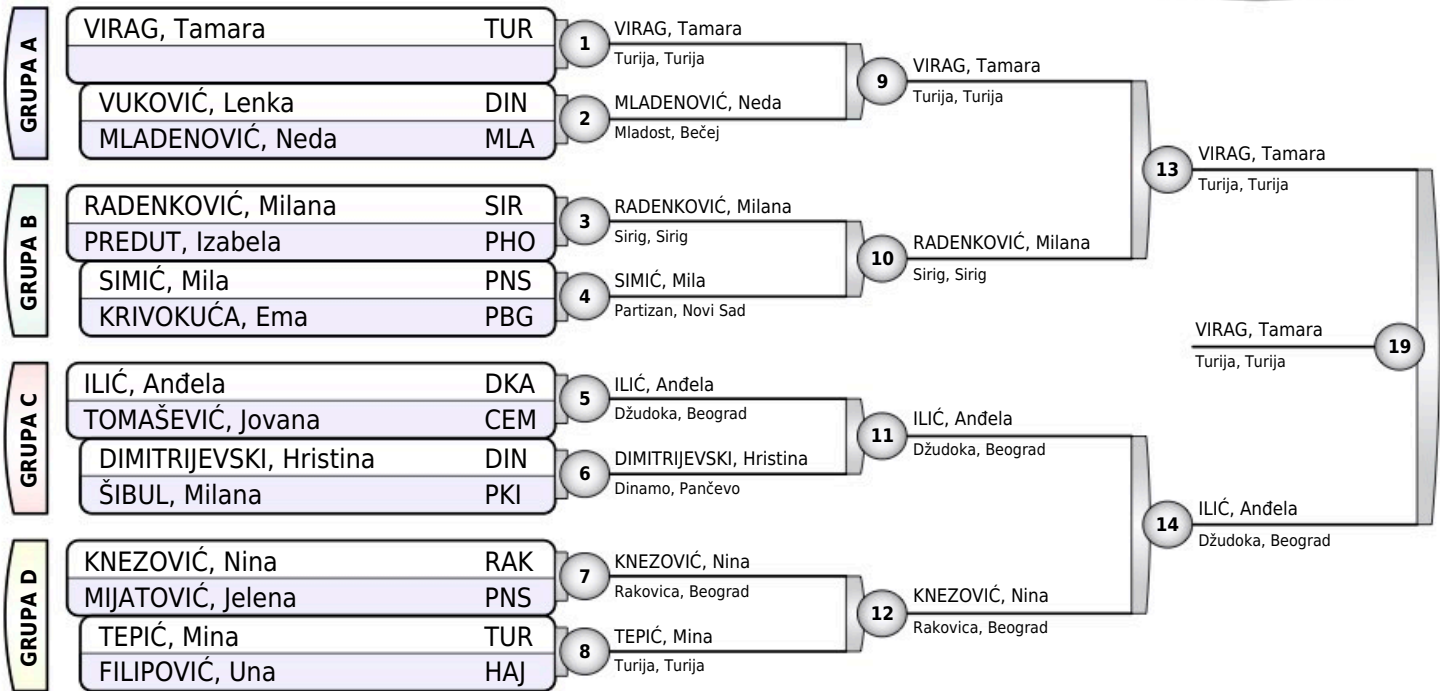 GRUPA A
VIRAG, Tamara TUR
VUKOVIĆ, Lenka DIN
MLADENOVIĆ, Neda MLA
1
VIRAG, Tamara
Turija, Turija
2
MLADENOVIĆ, Neda
Mladost, Bečej
9
VIRAG, Tamara
Turija, Turija
GRUPA B
RADENKOVIĆ, Milana SIR
PREDUT, Izabela PHO
SIMIĆ, Mila PNS
KRIVOKUĆA, Ema PBG
3
RADENKOVIĆ, Milana
Sirig, Sirig
4
SIMIĆ, Mila
Partizan, Novi Sad
10
RADENKOVIĆ, Milana
Sirig, Sirig
13
VIRAG, Tamara
Turija, Turija
GRUPA C
ILIĆ, Anđela DKA
TOMAŠEVIĆ, Jovana CEM
DIMITRIJEVSKI, Hristina DIN
ŠIBUL, Milana PKI
5
ILIĆ, Anđela
Džudoka, Beograd
6
DIMITRIJEVSKI, Hristina
Dinamo, Pančevo
11
ILIĆ, Anđela
Džudoka, Beograd
GRUPA D
KNEZOVIĆ, Nina RAK
MIJATOVIĆ, Jelena PNS
TEPIĆ, Mina TUR
FILIPOVIĆ, Una HAJ
7
KNEZOVIĆ, Nina
Rakovica, Beograd
8
TEPIĆ, Mina
Turija, Turija
12
KNEZOVIĆ, Nina
Rakovica, Beograd
14
ILIĆ, Anđela
Džudoka, Beograd
VIRAG, Tamara
Turija, Turija
19